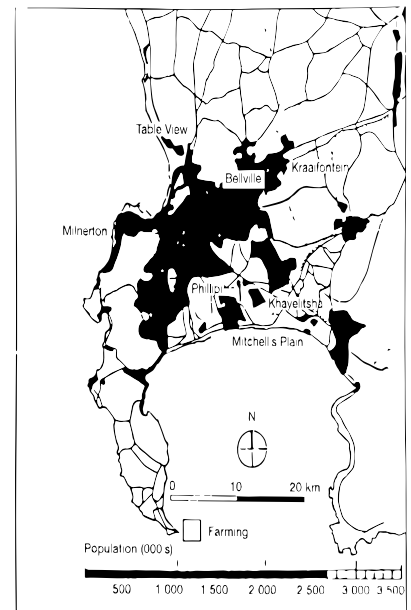 Table View
Kraaifontein
Bellville
Milnerton
Phillipi
Khayelitsha
Mitchell's Plain
N
0 10 20 km
Farming
Population (000 s)
500 1 000 1 500 2 000 2 500 3 000 3 500